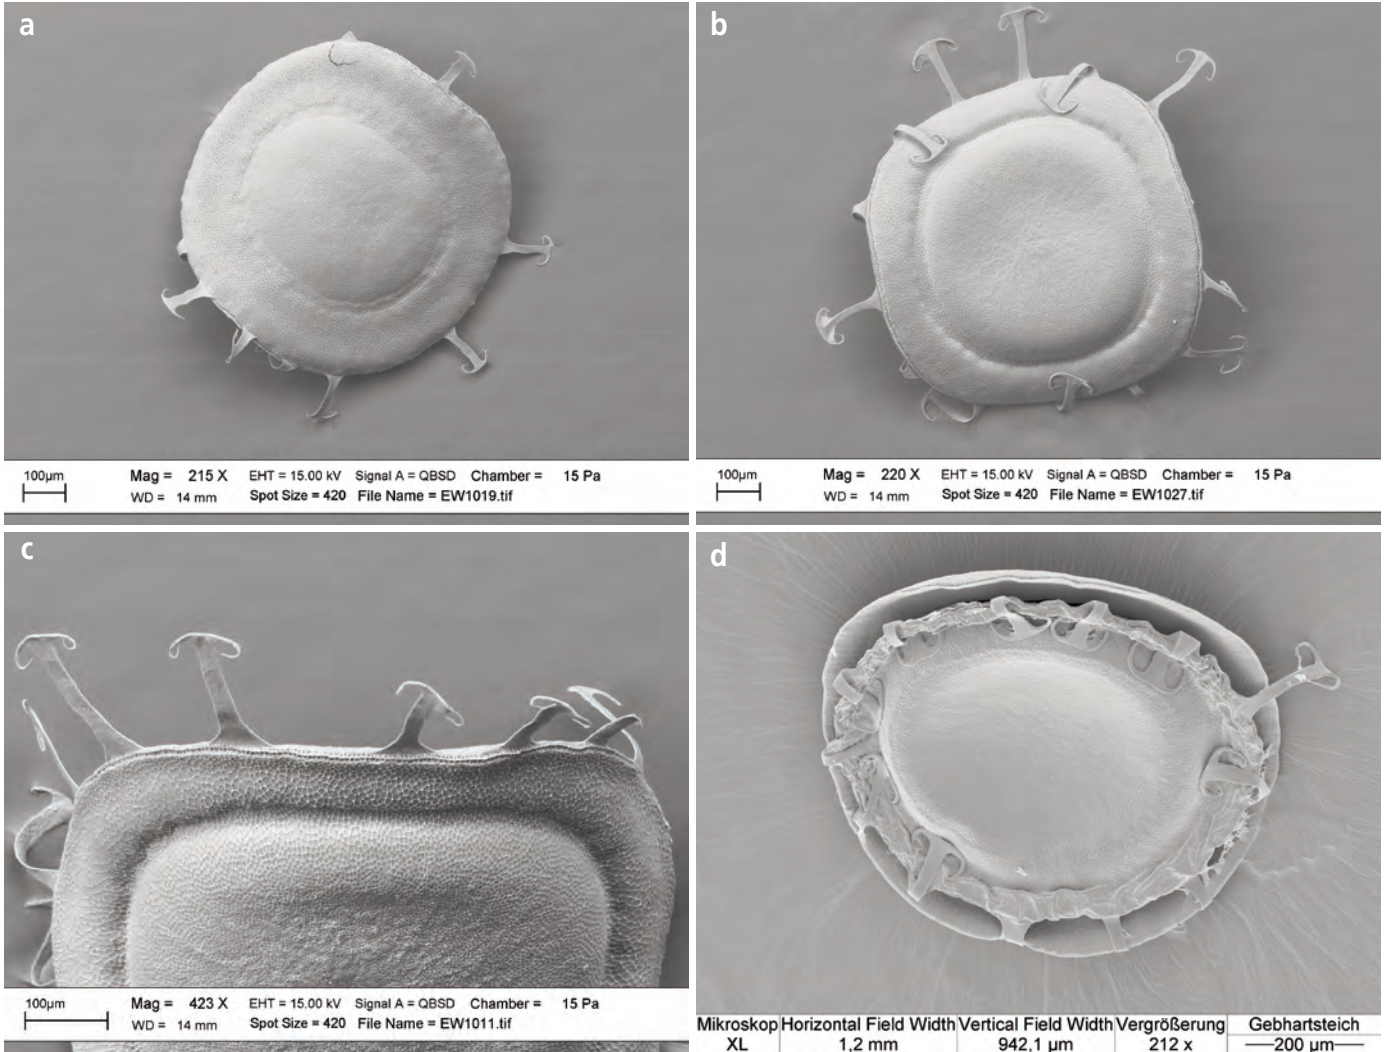 a
100µm Mag = 215 X EHT = 15.00 kV Signal A = QBSD Chamber = 15 Pa
WD = 14 mm Spot Size = 420 File Name = EW1019.tif
b
100µm Mag = 220 X EHT = 15.00 kV Signal A = QBSD Chamber = 15 Pa
WD = 14 mm Spot Size = 420 File Name = EW1027.tif
c
100µm Mag = 423 X EHT = 15.00 kV Signal A = QBSD Chamber = 15 Pa
WD = 14 mm Spot Size = 420 File Name = EW1011.tif
d
Mikroskop Horizontal Field Width Vertical Field Width Vergrößerung Gebhartsteich
XL 1,2 mm 942,1 µm 212 x 200 µm